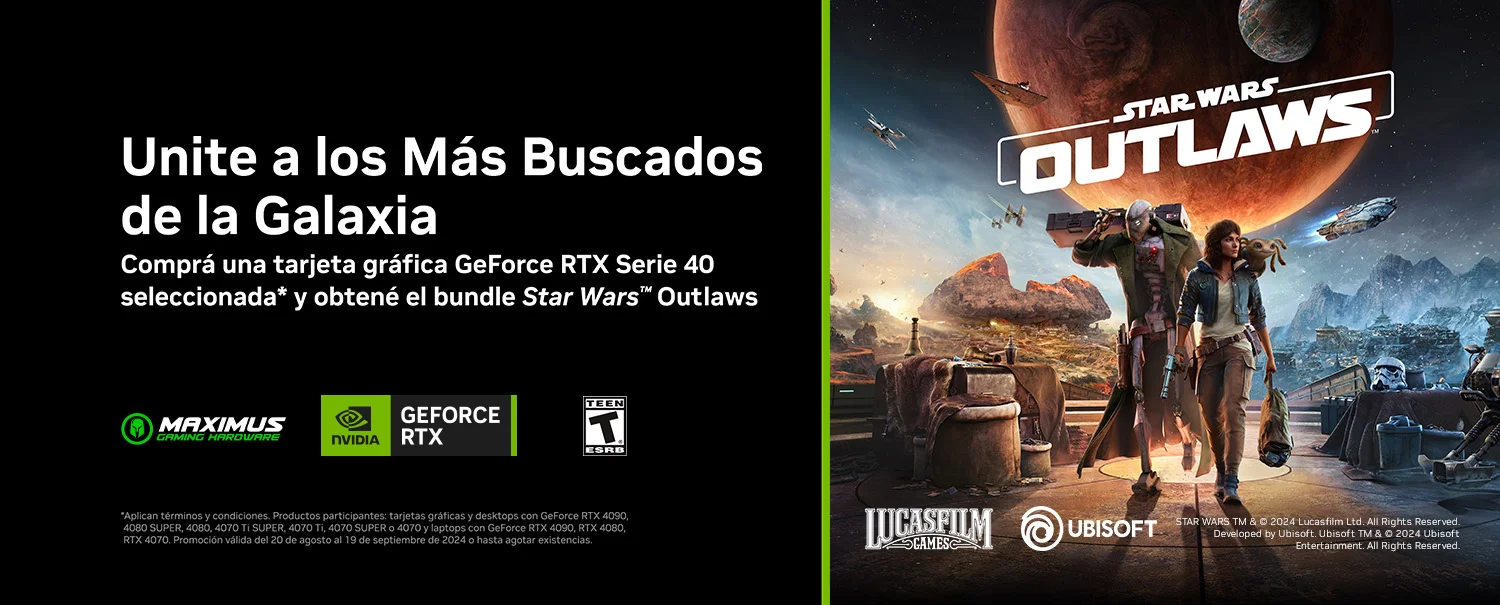 Unite a los Más Buscados
de la Galaxia
Comprá una tarjeta gráfica GeForce RTX Serie 40
seleccionada* y obtené el bundle Star Wars™ Outlaws
MAXIMUS
GAMING HARDWARE
NVIDIA
GEFORCE
RTX
TEEN
T
ESRB
*Aplican términos y condiciones. Productos participantes: tarjetas gráficas y desktops con GeForce RTX 4090,
4080 SUPER, 4080, 4070 Ti SUPER, 4070 Ti, 4070 SUPER o 4070 y laptops con GeForce RTX 4090, RTX 4080,
RTX 4070. Promoción válida del 20 de agosto al 19 de septiembre de 2024 o hasta agotar existencias.
STAR WARS
OUTLAWS™
LUCASFILM
GAMES
UBISOFT
STAR WARS TM & © 2024 Lucasfilm Ltd. All Rights Reserved.
Developed by Ubisoft. Ubisoft TM & © 2024 Ubisoft
Entertainment. All Rights Reserved.